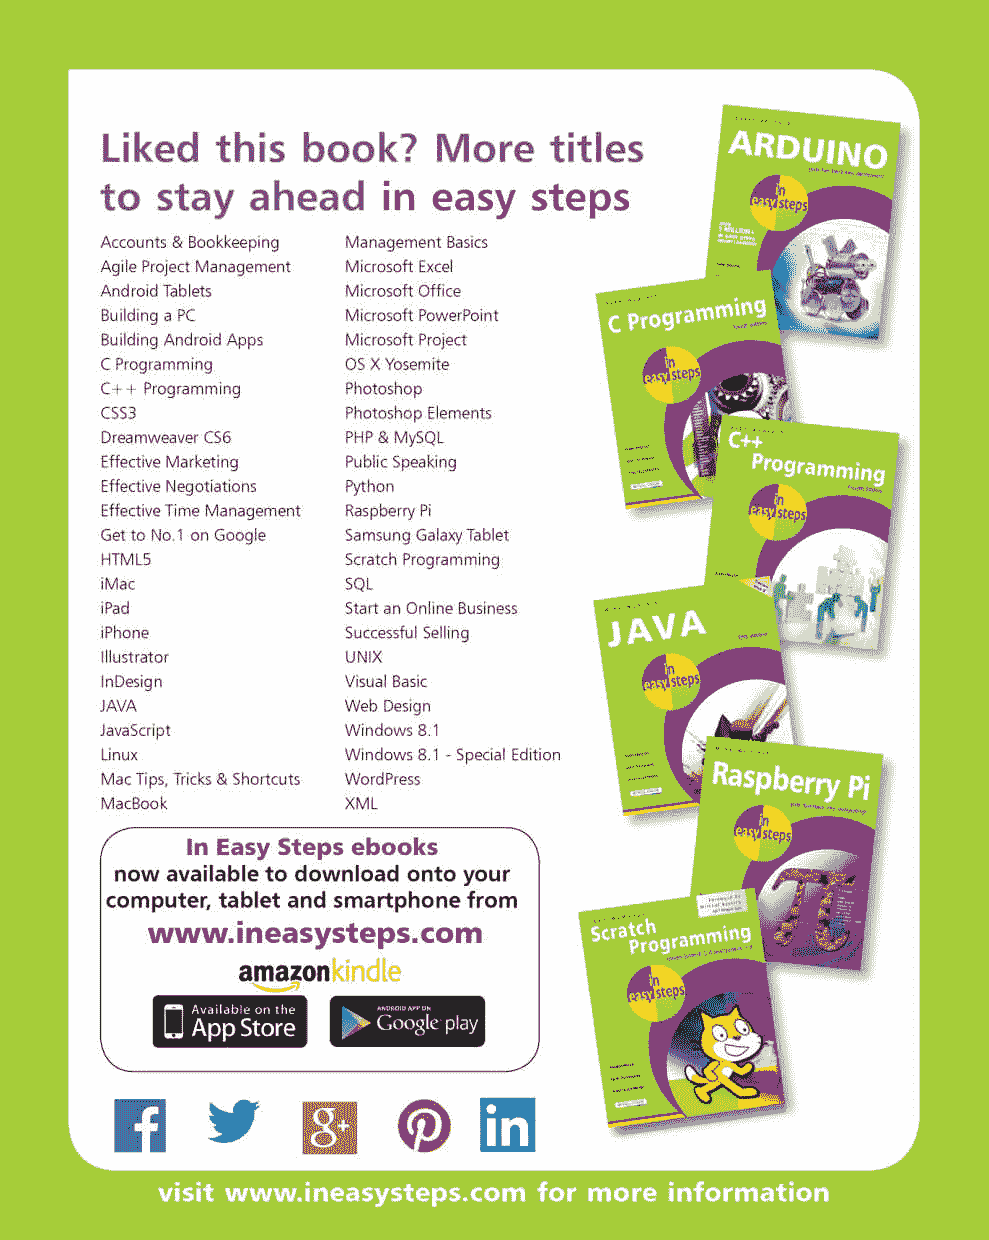 Liked this book? More titles
to stay ahead in easy steps
Accounts & Bookkeeping
Agile Project Management
Android Tablets
Building a PC
Building Android Apps
C Programming
C++ Programming
CSS3
Dreamweaver CS6
Effective Marketing
Effective Negotiations
Effective Time Management
Get to No.1 on Google
HTML5
iMac
iPad
iPhone
Illustrator
InDesign
JAVA
JavaScript
Linux
Mac Tips, Tricks & Shortcuts
MacBook
Management Basics
Microsoft Excel
Microsoft Office
Microsoft PowerPoint
Microsoft Project
OS X Yosemite
Photoshop
Photoshop Elements
PHP & MySQL
Public Speaking
Python
Raspberry Pi
Samsung Galaxy Tablet
Scratch Programming
SQL
Start an Online Business
Successful Selling
UNIX
Visual Basic
Web Design
Windows 8.1
Windows 8.1 - Special Edition
WordPress
XML
ARDUINO
in
easy steps
C Programming
in
easy steps
C++
Programming
in
easy steps
JAVA
in
easy steps
Raspberry Pi
in
easy steps
Scratch
Programming
in
easy steps
In Easy Steps ebooks
now available to download onto your
computer, tablet and smartphone from
www.ineasysteps.com
amazonkindle
Available on the
App Store
ANDROID APP ON
Google play
f
g+
in
visit www.ineasysteps.com for more information